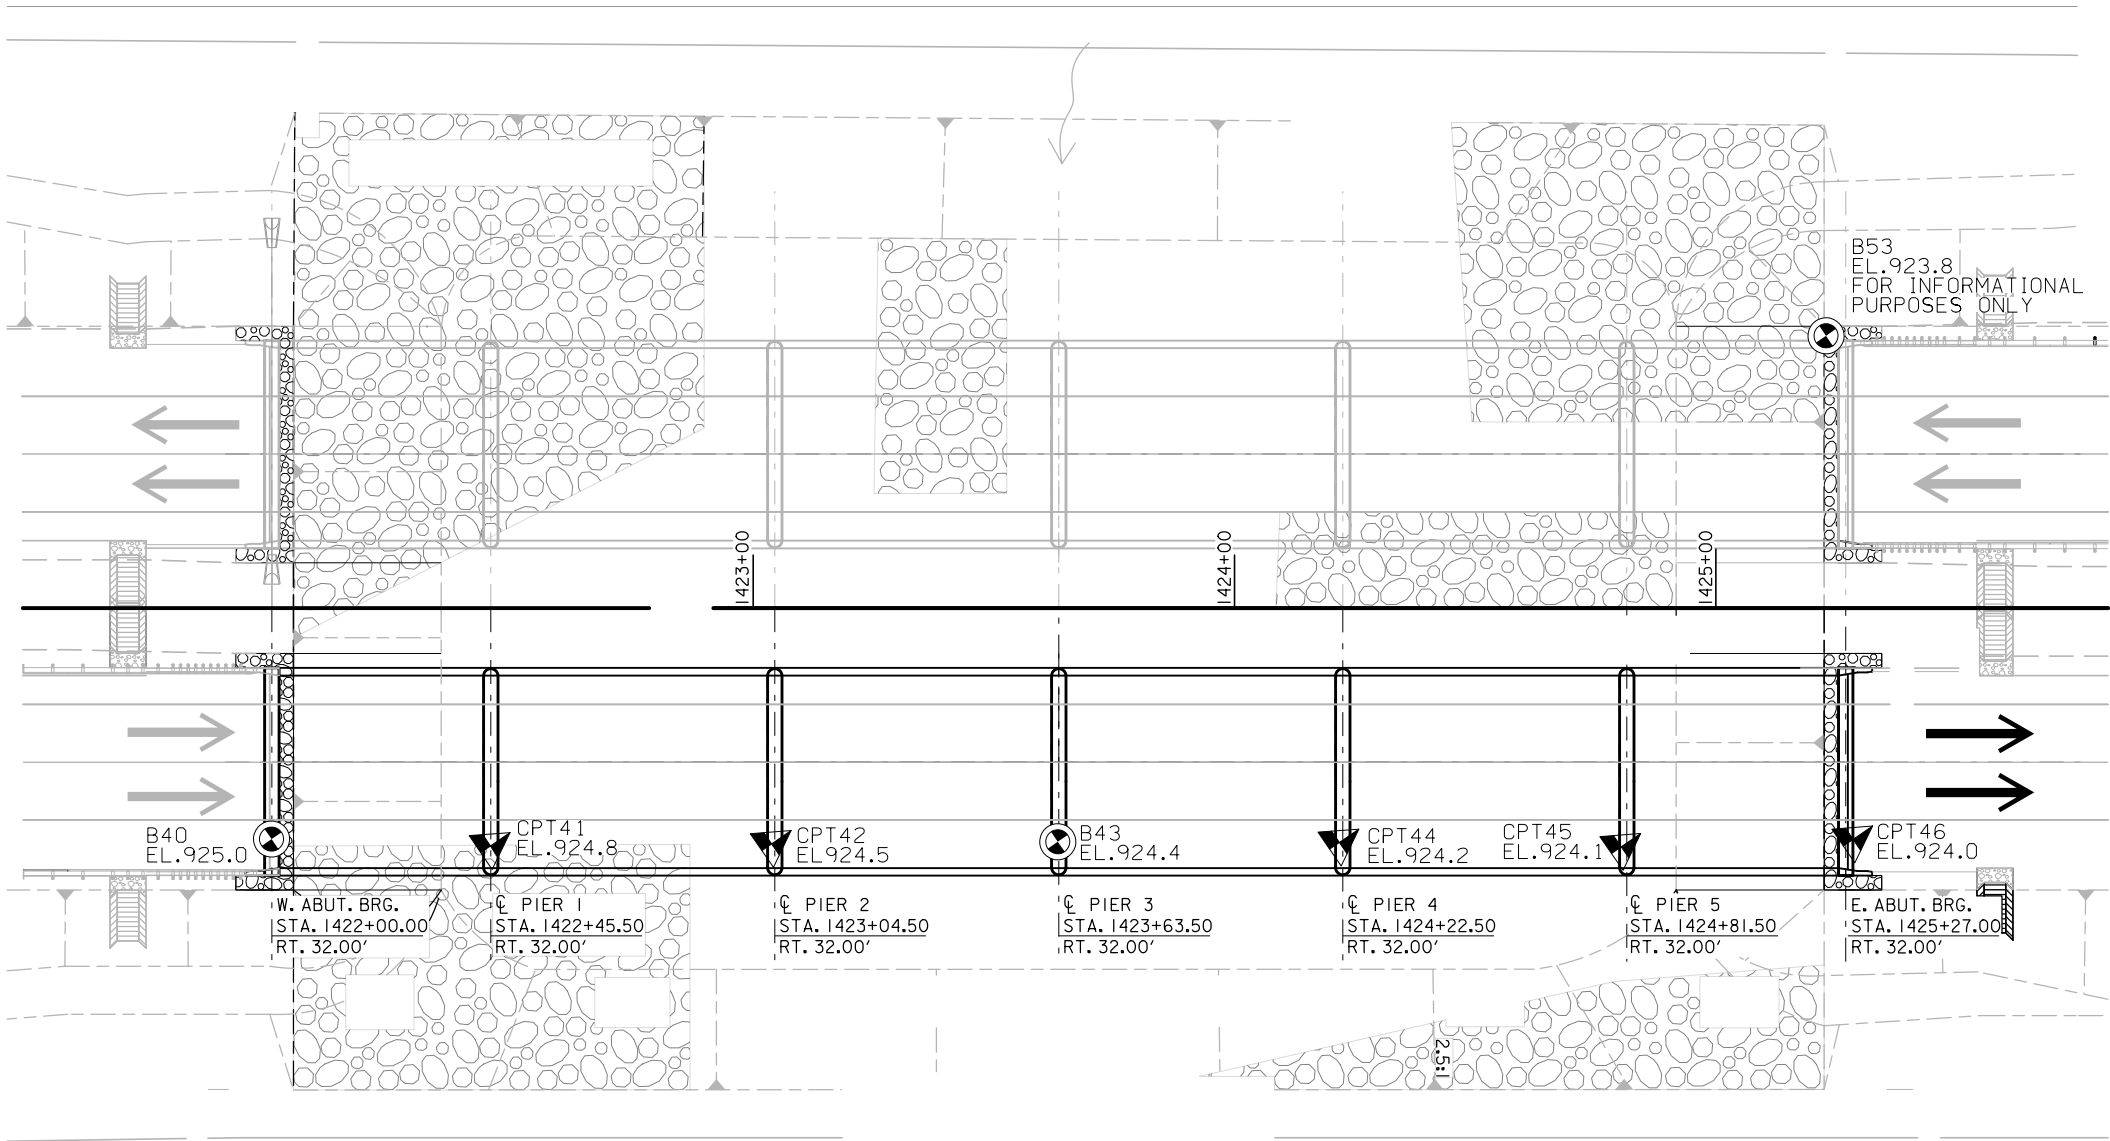 B53
EL.923.8
FOR INFORMATIONAL
PURPOSES ONLY
1423+00
1424+00
1425+00
B40
EL.925.0
CPT41
EL.924.8
CPT42
EL924.5
B43
EL.924.4
CPT44
EL.924.2
CPT45
EL.924.1
CPT46
EL.924.0
W. ABUT. BRG.
STA. 1422+00.00
RT. 32.00'
℄ PIER 1
STA. 1422+45.50
RT. 32.00'
℄ PIER 2
STA. 1423+04.50
RT. 32.00'
℄ PIER 3
STA. 1423+63.50
RT. 32.00'
℄ PIER 4
STA. 1424+22.50
RT. 32.00'
℄ PIER 5
STA. 1424+81.50
RT. 32.00'
E. ABUT. BRG.
STA. 1425+27.00
RT. 32.00'
2.5:1